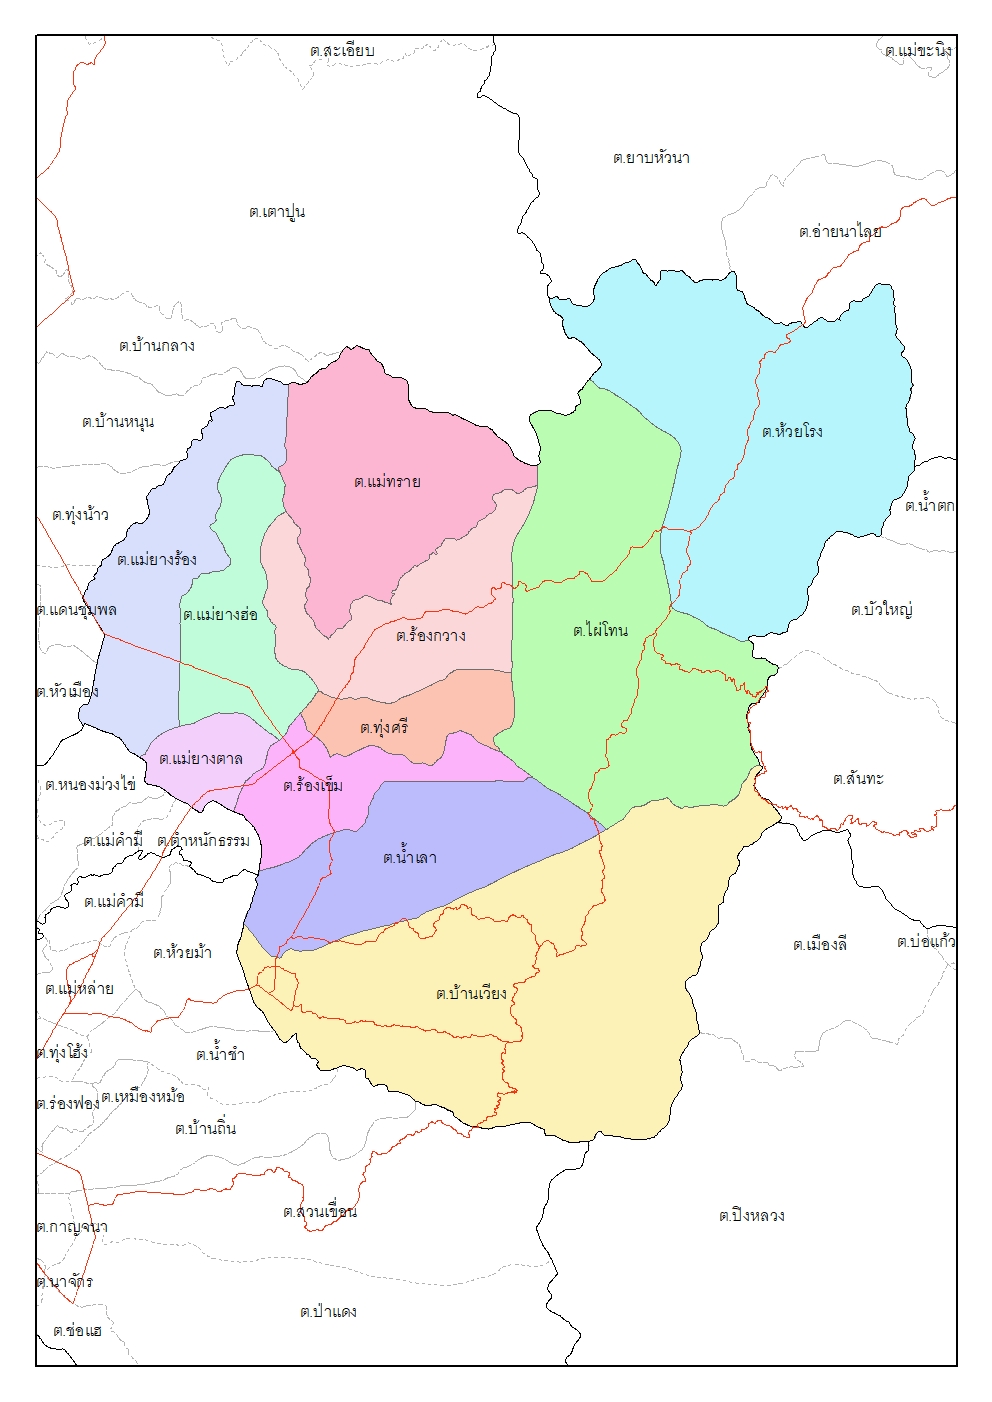 ต.สะเอียบ
ต.แม่ขะนิง
ต.ยาบหัวนา
ต.เตาปูน
ต.อ่ายนาไลย
ต.บ้านกลาง
ต.บ้านหนุน
ต.ห้วยโรง
ต.แม่ทราย
ต.น้ำตก
ต.ทุ่งน้าว
ต.แม่ยางร้อง
ต.แดนชุมพล
ต.แม่ยางฮ่อ
ต.บัวใหญ่
ต.ไผ่โทน
ต.ร้องกวาง
ต.หัวเมือง
ต.ทุ่งศรี
ต.แม่ยางตาล
ต.สันทะ
ต.หนองม่วงไข่
ต.ร้องเข็ม
ต.แม่คำมี
ต.ตำหนักธรรม
ต.น้ำเลา
ต.แม่คำมี
ต.เมืองลี
ต.บ่อแก้ว
ต.ห้วยม้า
ต.แม่หล่าย
ต.บ้านเวียง
ต.ทุ่งโฮ้ง
ต.น้ำชำ
ต.ร่องฟอง
ต.เหมืองหม้อ
ต.บ้านถิ่น
ต.สวนเขื่อน
ต.ปิงหลวง
ต.กาญจนา
ต.นาจักร
ต.ป่าแดง
ต.ช่อแฮ